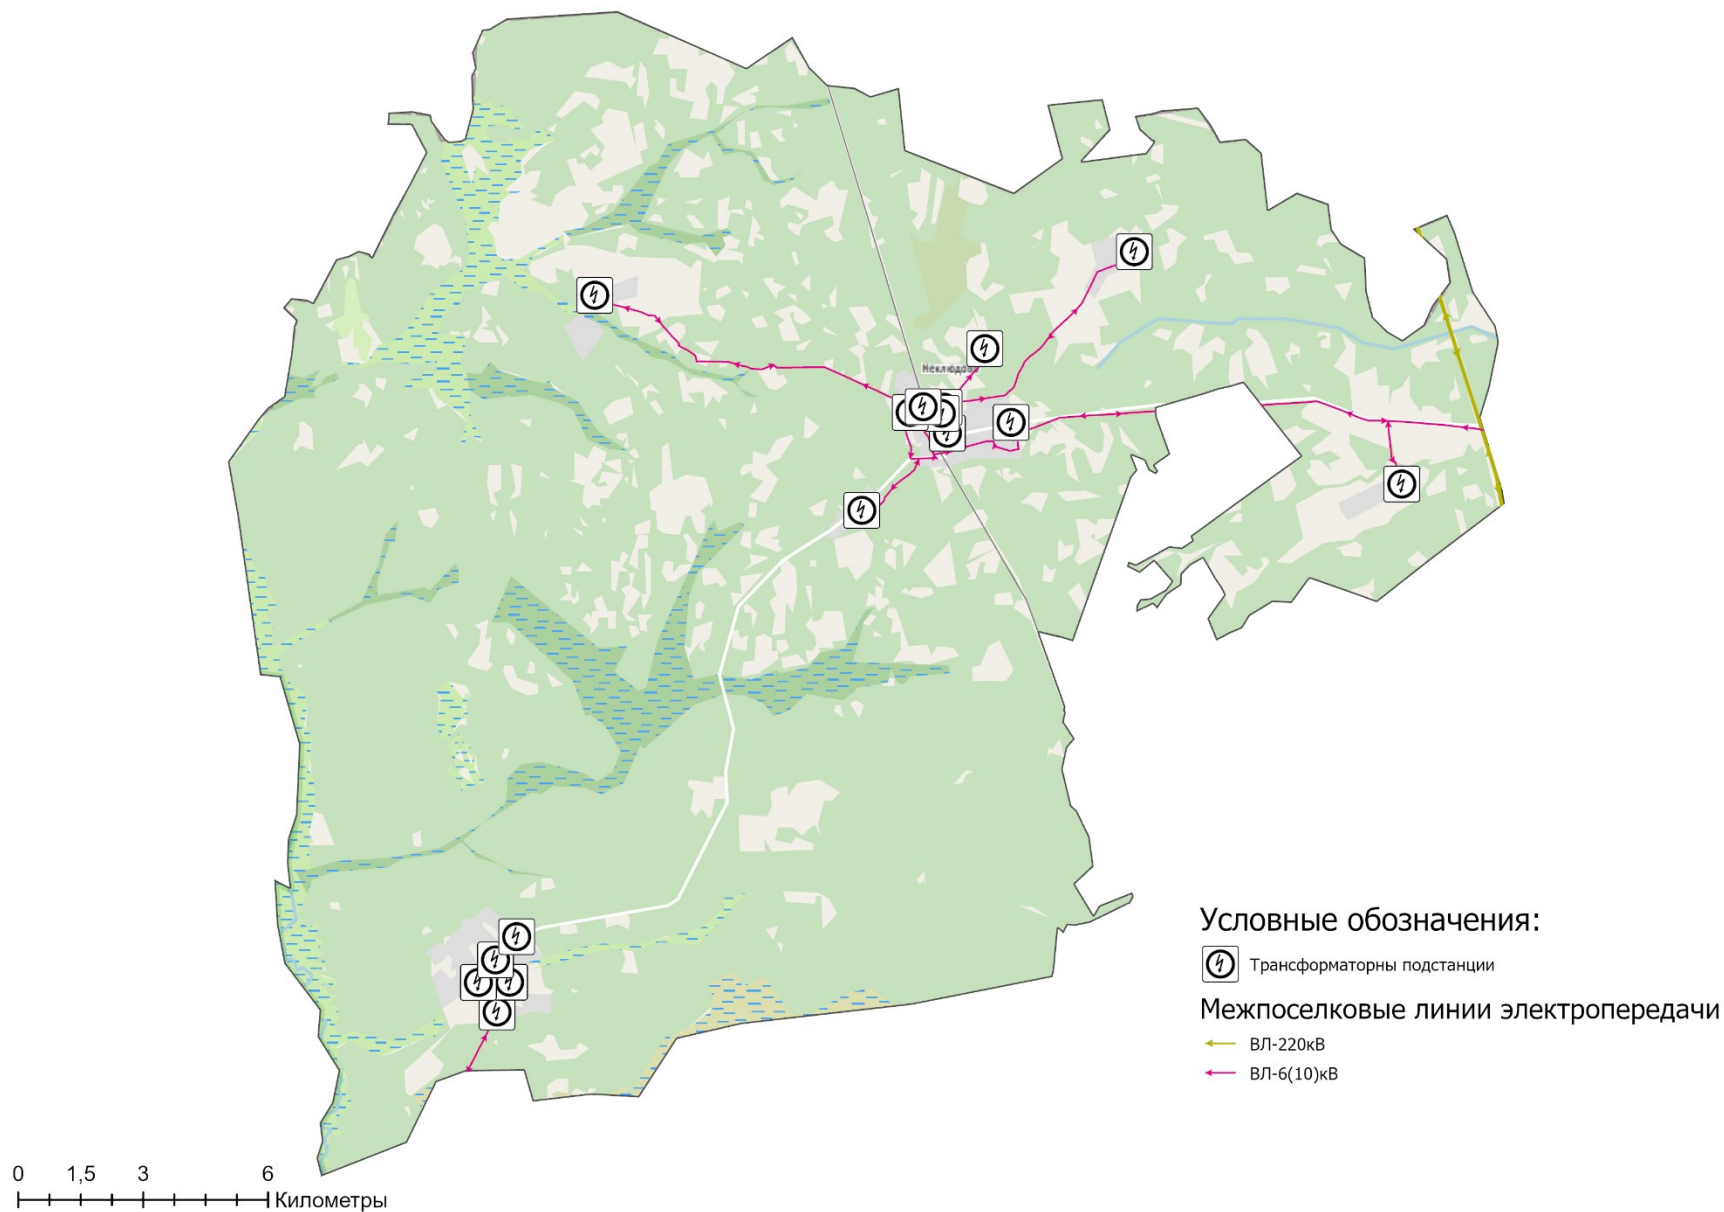 Неклюдово
Условные обозначения:
Трансформаторны подстанции
Межпоселковые линии электропередачи
ВЛ-220кВ
ВЛ-6(10)кВ
0 1,5 3 6
Километры